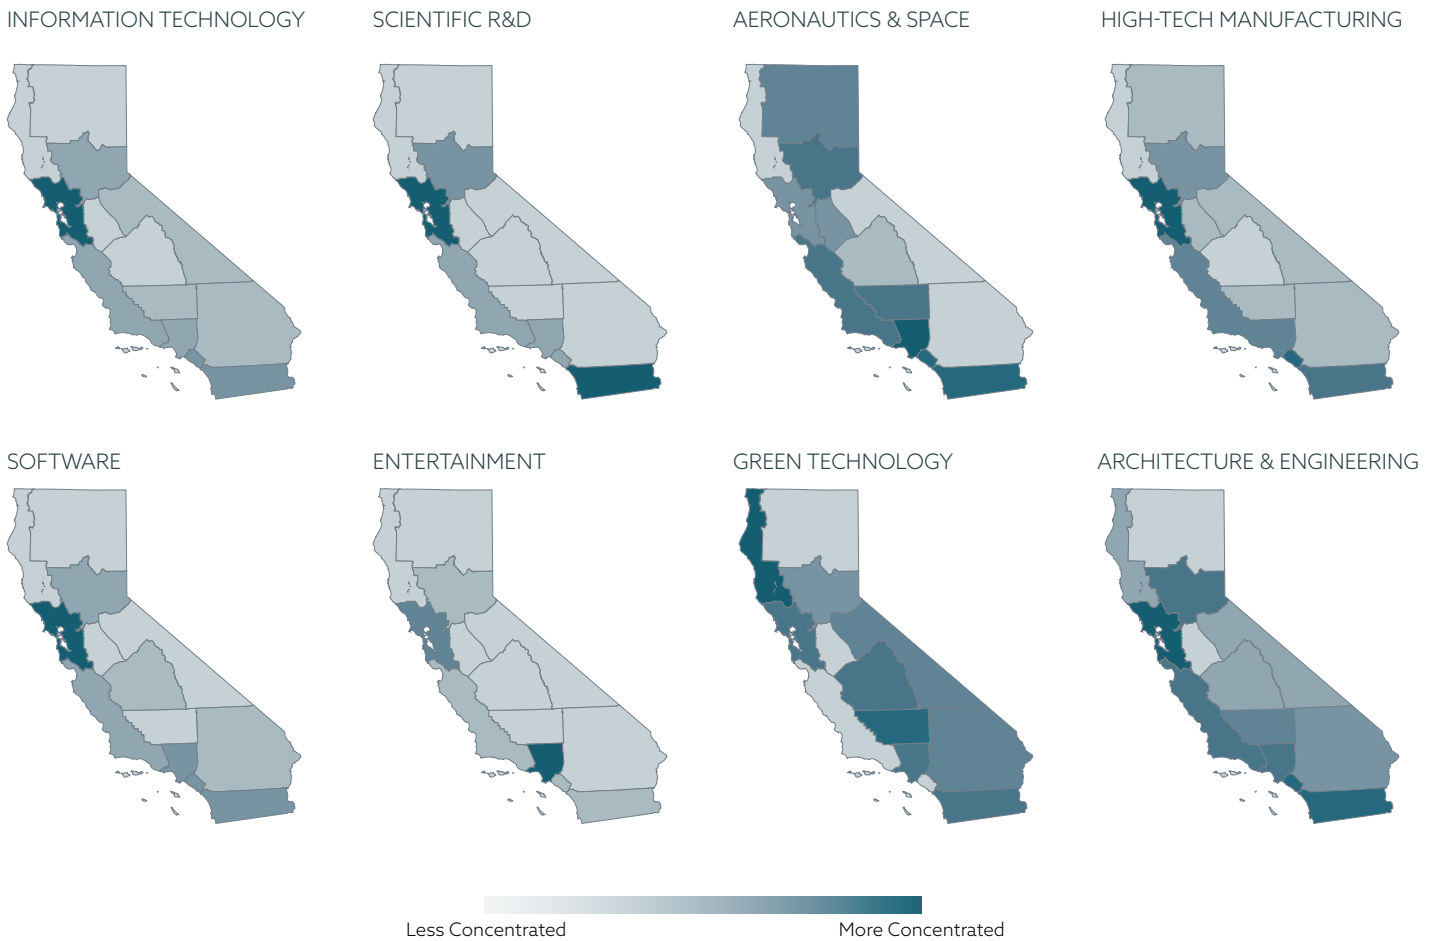 INFORMATION TECHNOLOGY
SCIENTIFIC R&D
AERONAUTICS & SPACE
HIGH-TECH MANUFACTURING
SOFTWARE
ENTERTAINMENT
GREEN TECHNOLOGY
ARCHITECTURE & ENGINEERING
Less Concentrated
More Concentrated